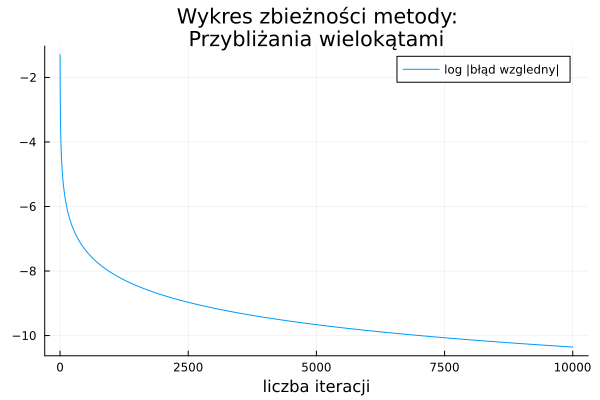 Wykres zbieżności metody:
Przybliżania wielokątami
log |błąd wzgledny|
−2
−4
−6
−8
−10
0 2500 5000 7500 10000
liczba iteracji